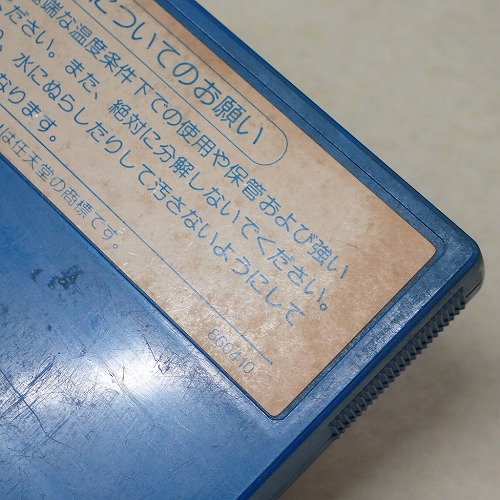 についてのお願い
端な温度条件下での使用や保管および強い
ください。また、絶対に分解しないでください。
、水にぬらしたりして汚さないようにして
なります。
は任天堂の商標です。
860410